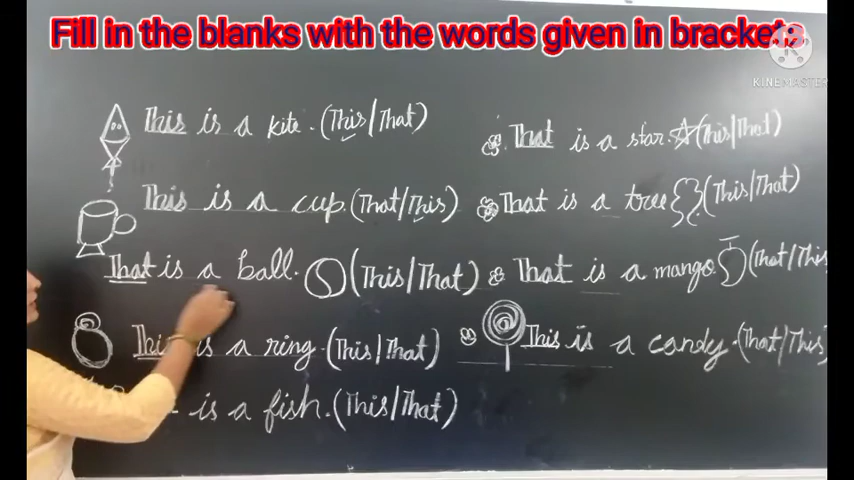 Fill in the blanks with the words given in brackets
KINEMASTER
This is a kite. (This/That)
This is a cup. (That/This)
That is a ball. (This/That)
This is a ring. (This/That)
is a fish. (This/That)
That is a star. (This/That)
That is a tree (This/That)
That is a mango. (That/This
This is a candy. (That/This)